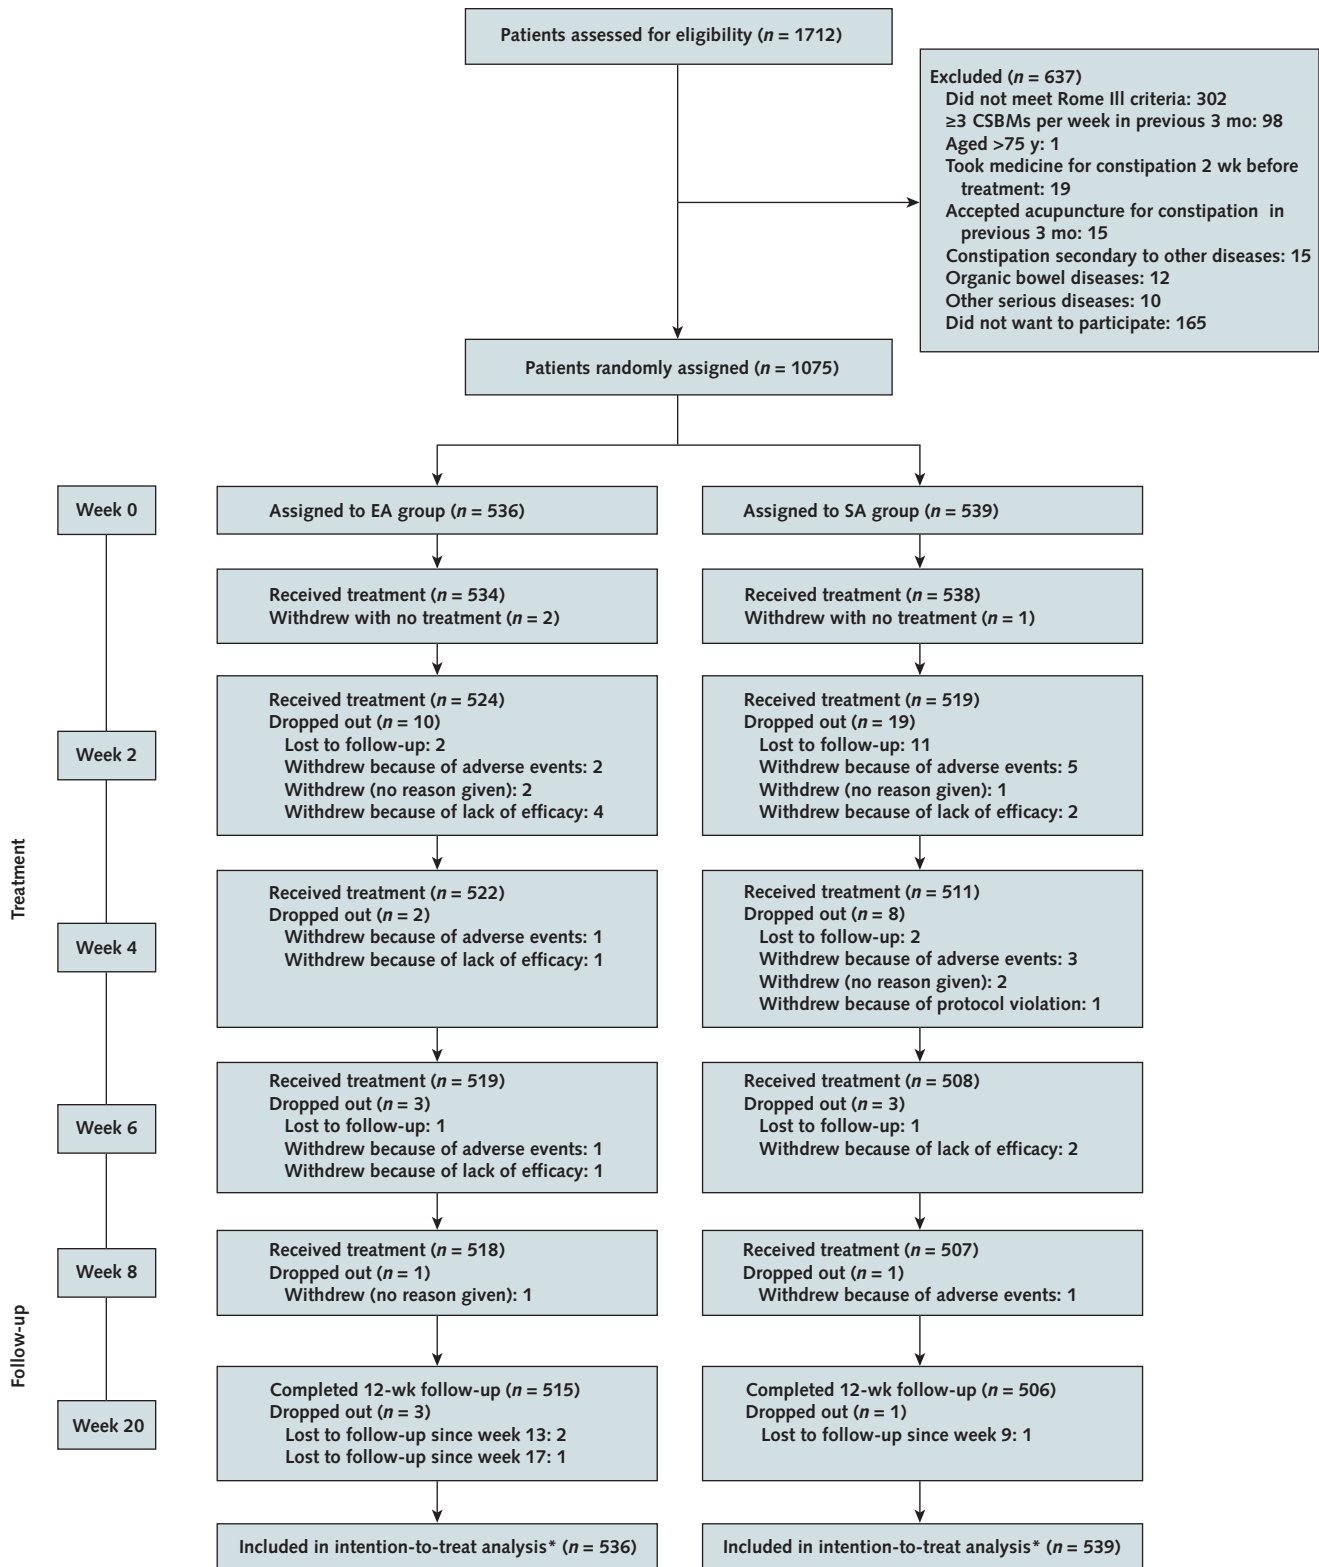 Patients assessed for eligibility (n = 1712)
Excluded (n = 637)
Did not meet Rome III criteria: 302
≥3 CSBMs per week in previous 3 mo: 98
Aged >75 y: 1
Took medicine for constipation 2 wk before
treatment: 19
Accepted acupuncture for constipation in
previous 3 mo: 15
Constipation secondary to other diseases: 15
Organic bowel diseases: 12
Other serious diseases: 10
Did not want to participate: 165
Patients randomly assigned (n = 1075)
Week 0
Assigned to EA group (n = 536)
Assigned to SA group (n = 539)
Received treatment (n = 534)
Withdrew with no treatment (n = 2)
Received treatment (n = 538)
Withdrew with no treatment (n = 1)
Treatment
Week 2
Received treatment (n = 524)
Dropped out (n = 10)
Lost to follow-up: 2
Withdrew because of adverse events: 2
Withdrew (no reason given): 2
Withdrew because of lack of efficacy: 4
Received treatment (n = 519)
Dropped out (n = 19)
Lost to follow-up: 11
Withdrew because of adverse events: 5
Withdrew (no reason given): 1
Withdrew because of lack of efficacy: 2
Week 4
Received treatment (n = 522)
Dropped out (n = 2)
Withdrew because of adverse events: 1
Withdrew because of lack of efficacy: 1
Received treatment (n = 511)
Dropped out (n = 8)
Lost to follow-up: 2
Withdrew because of adverse events: 3
Withdrew (no reason given): 2
Withdrew because of protocol violation: 1
Week 6
Received treatment (n = 519)
Dropped out (n = 3)
Lost to follow-up: 1
Withdrew because of adverse events: 1
Withdrew because of lack of efficacy: 1
Received treatment (n = 508)
Dropped out (n = 3)
Lost to follow-up: 1
Withdrew because of lack of efficacy: 2
Week 8
Received treatment (n = 518)
Dropped out (n = 1)
Withdrew (no reason given): 1
Received treatment (n = 507)
Dropped out (n = 1)
Withdrew because of adverse events: 1
Follow-up
Week 20
Completed 12-wk follow-up (n = 515)
Dropped out (n = 3)
Lost to follow-up since week 13: 2
Lost to follow-up since week 17: 1
Completed 12-wk follow-up (n = 506)
Dropped out (n = 1)
Lost to follow-up since week 9: 1
Included in intention-to-treat analysis* (n = 536)
Included in intention-to-treat analysis* (n = 539)